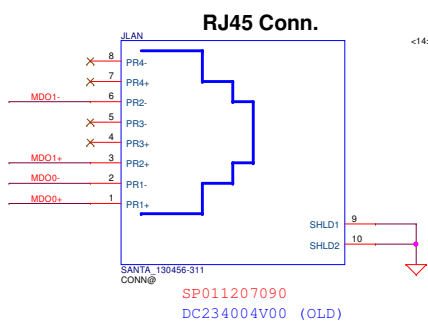 RJ45 Conn.
<14:
JLAN
8 PR4-
7 PR4+
MDO1- 6 PR2-
5 PR3-
4 PR3+
MDO1+ 3 PR2+
MDO0- 2 PR1-
MDO0+ 1 PR1+
SHLD1 9
SHLD2 10
SANTA_130456-311
CONN@
SP011207090
DC234004V00 (OLD)